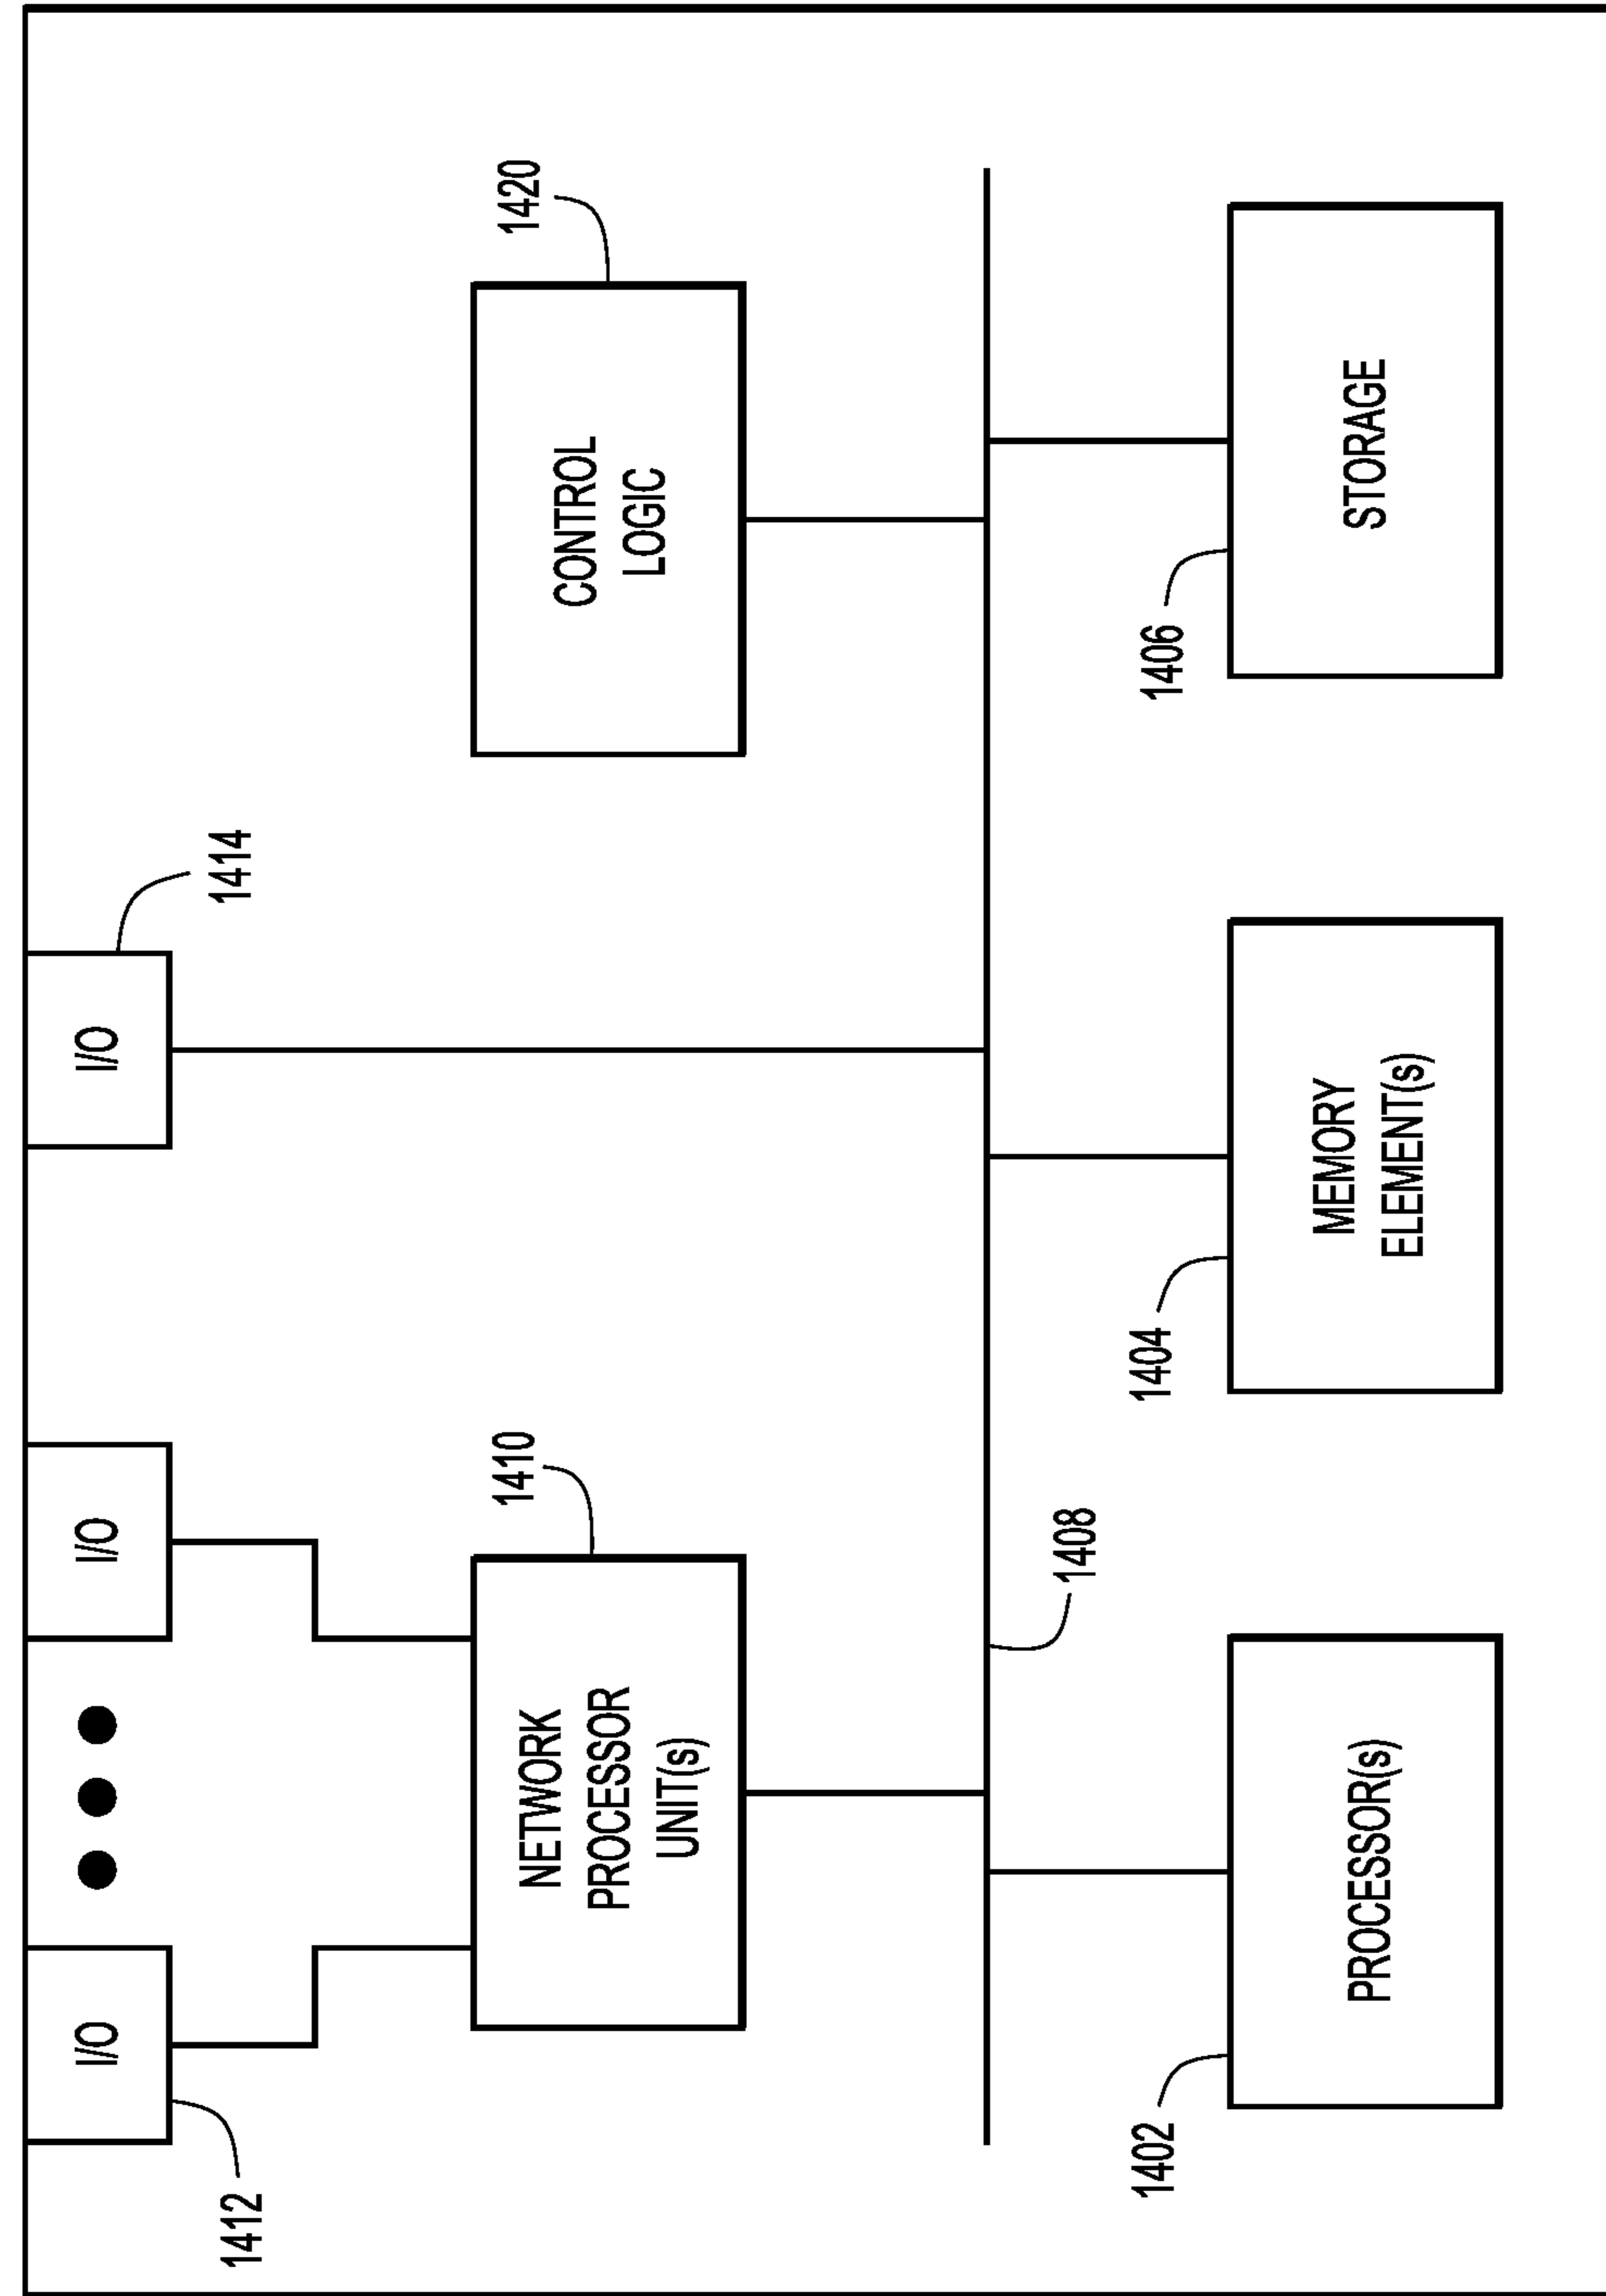 I/O
1412
I/O
I/O
1414
NETWORK
PROCESSOR
UNIT(s)
1410
CONTROL
LOGIC
1420
1408
1402
PROCESSOR(s)
1404
MEMORY
ELEMENT(s)
1406
STORAGE